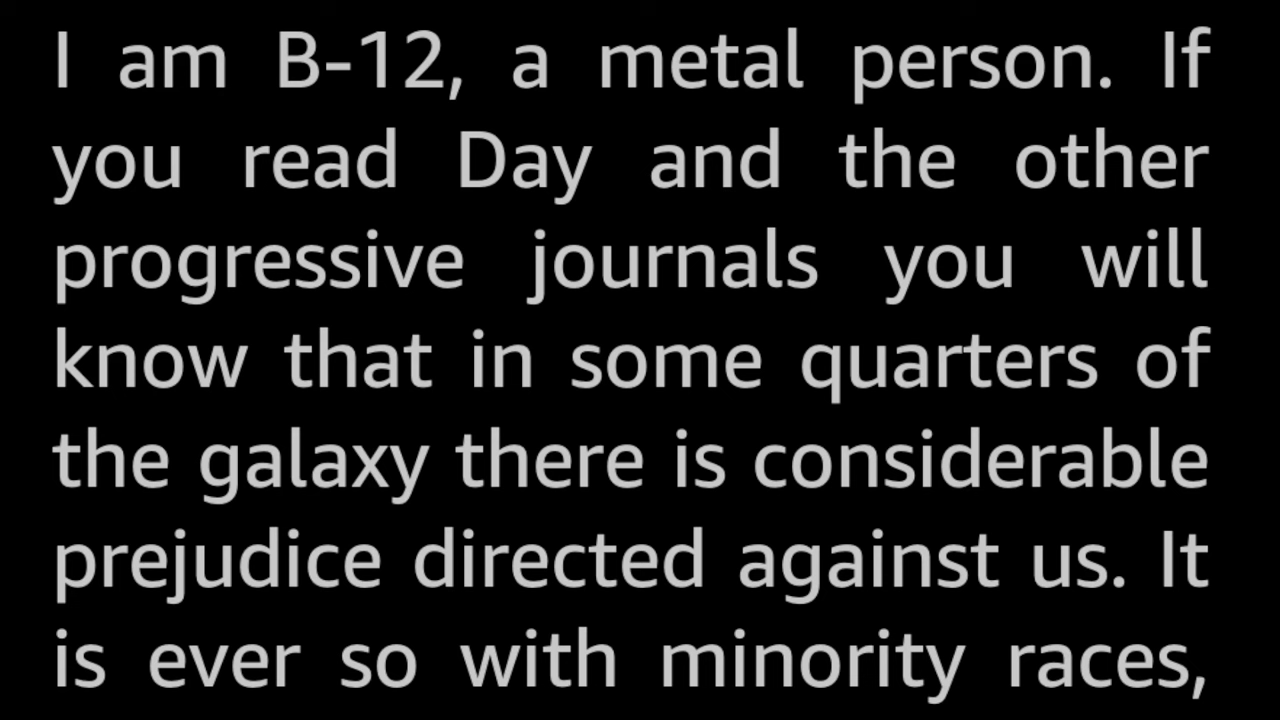 I am B-12, a metal person. If
you read Day and the other
progressive journals you will
know that in some quarters of
the galaxy there is considerable
prejudice directed against us. It
is ever so with minority races,